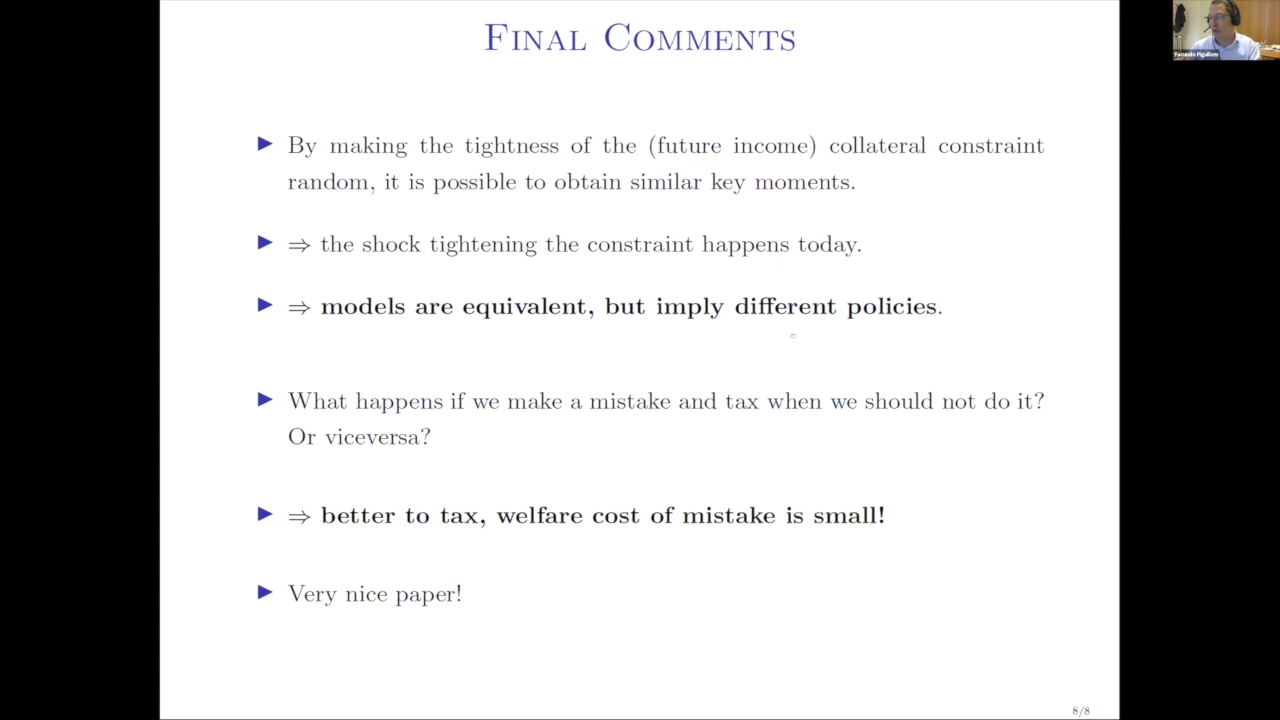 FINAL COMMENTS
▶ By making the tightness of the (future income) collateral constraint
random, it is possible to obtain similar key moments.
▶ ⇒ the shock tightening the constraint happens today.
▶ ⇒ models are equivalent, but imply different policies.
▶ What happens if we make a mistake and tax when we should not do it?
Or viceversa?
▶ ⇒ better to tax, welfare cost of mistake is small!
▶ Very nice paper!
8/8
Facundo Piguillem